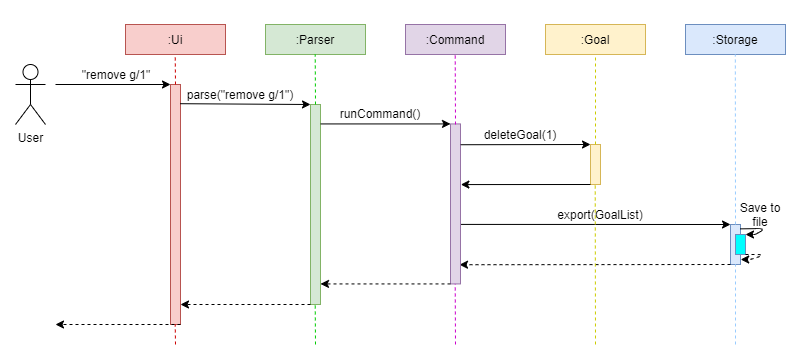 :Ui
:Parser
:Command
:Goal
:Storage
"remove g/1"
parse("remove g/1")
runCommand()
deleteGoal(1)
User
export(GoalList)
Save to
file